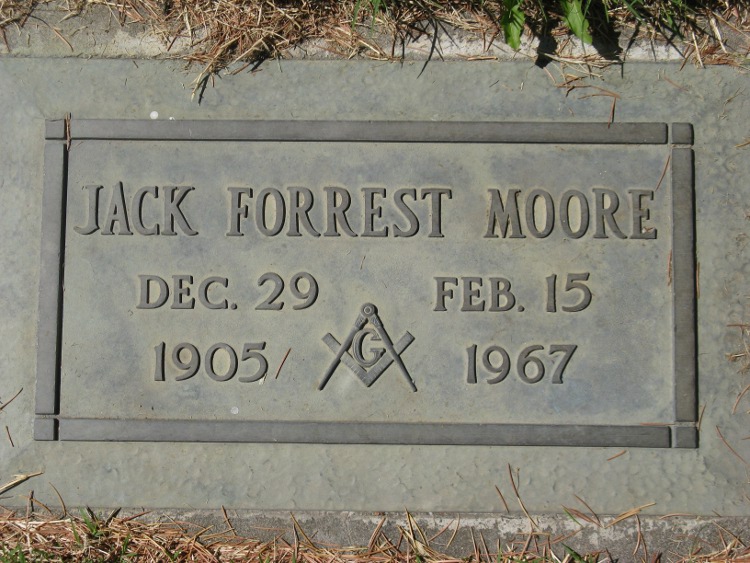 JACK FORREST MOORE
DEC. 29 FEB. 15
1905 G 1967